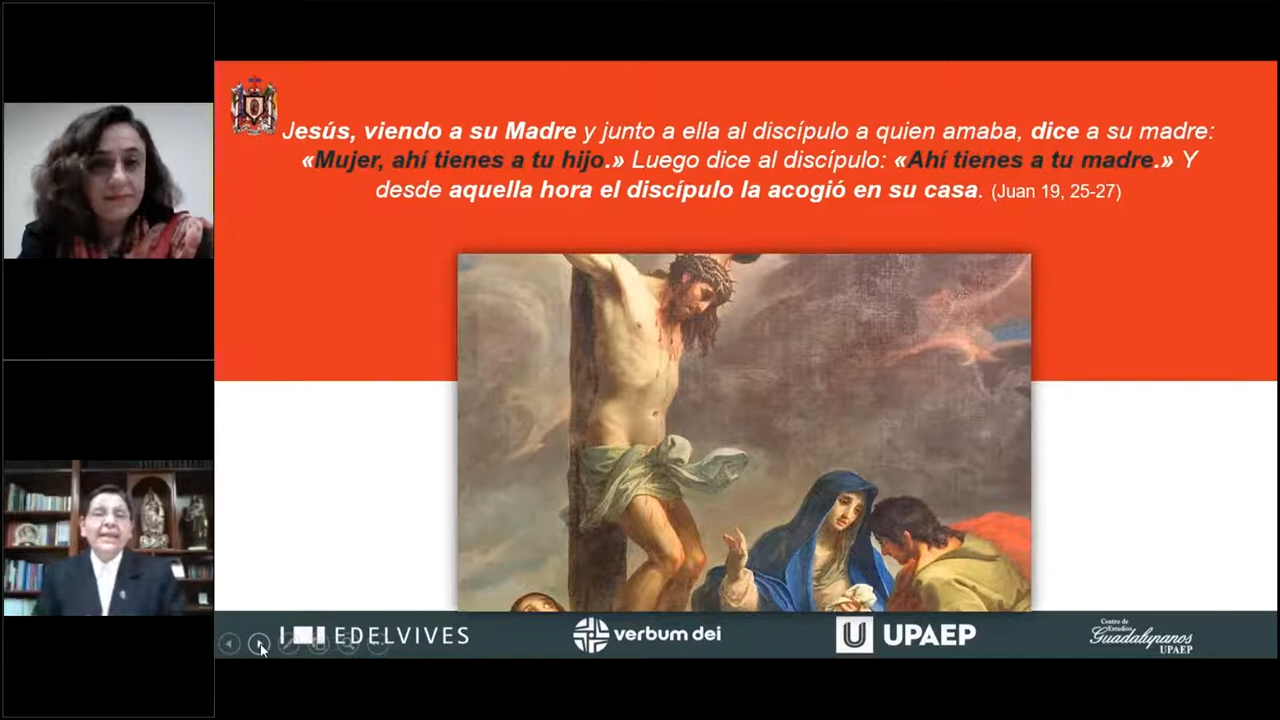 Jesús, viendo a su Madre y junto a ella al discípulo a quien amaba, dice a su madre:
«Mujer, ahí tienes a tu hijo.» Luego dice al discípulo: «Ahí tienes a tu madre.» Y
desde aquella hora el discípulo la acogió en su casa. (Juan 19, 25-27)
EDELVIVES
verbum dei
U UPAEP
Centro de
Estudios
Guadalupanos
UPAEP